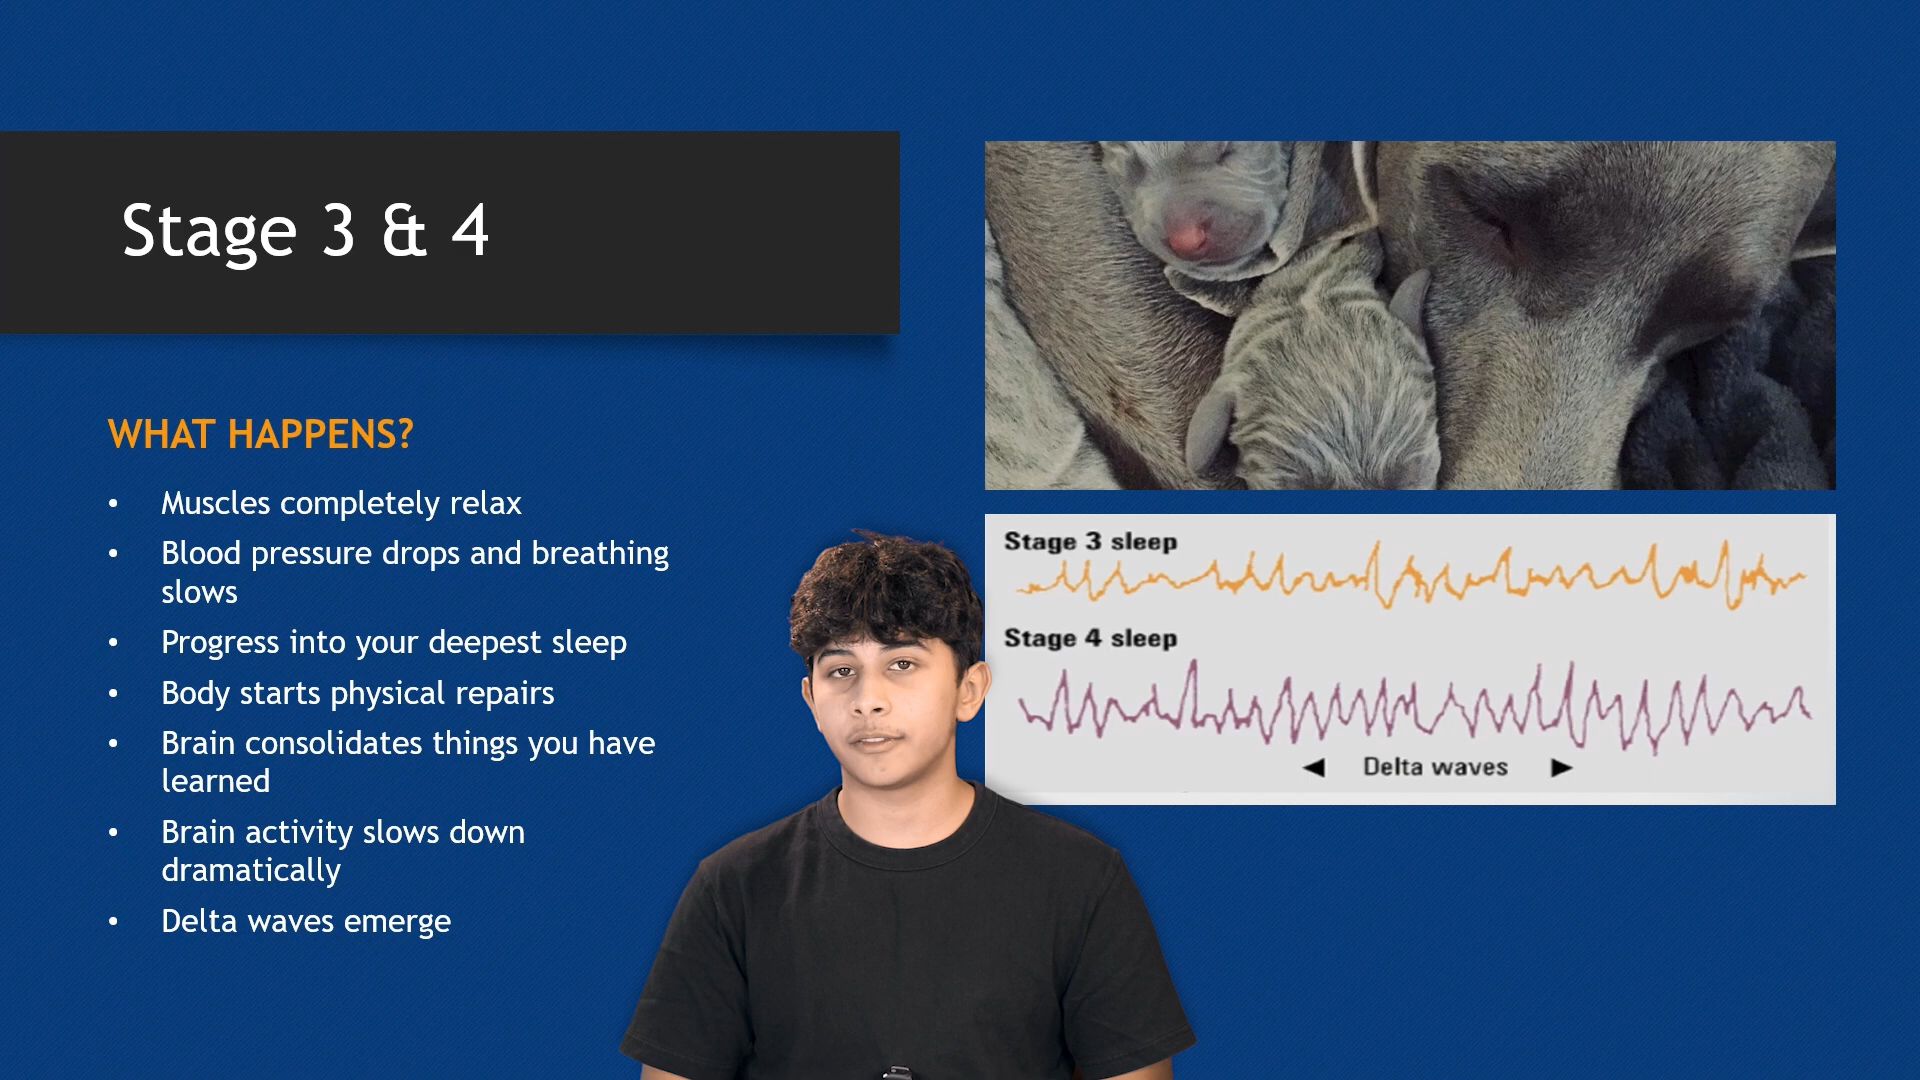 Stage 3 & 4
WHAT HAPPENS?
• Muscles completely relax
• Blood pressure drops and breathing
slows
• Progress into your deepest sleep
• Body starts physical repairs
• Brain consolidates things you have
learned
• Brain activity slows down
dramatically
• Delta waves emerge
Stage 3 sleep
Stage 4 sleep
◄ Delta waves ►